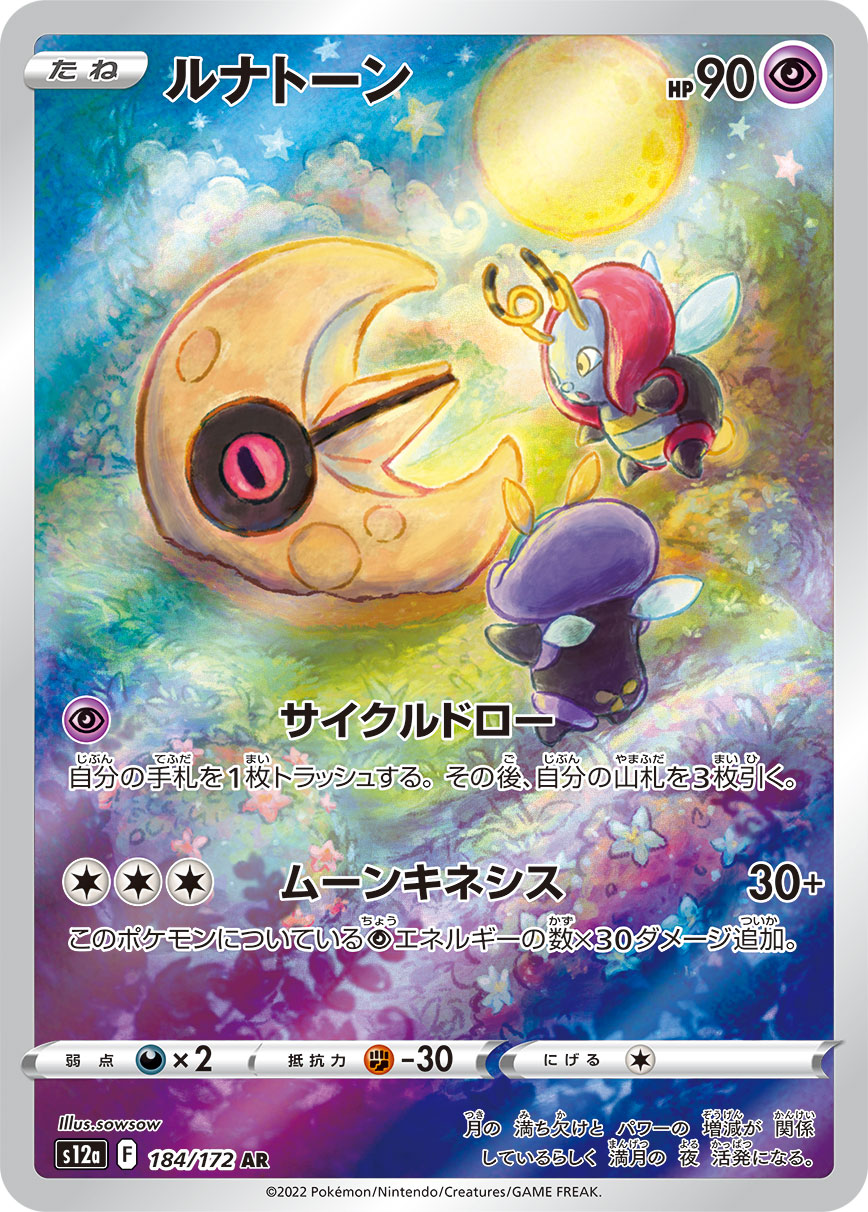 たね ルナトーン HP90
サイクルドロー
自分の手札を1枚トラッシュする。その後、自分の山札を3枚引く。
ムーンキネシス 30+
このポケモンについているエネルギーの数×30ダメージ追加。
弱点 ×2 抵抗力 -30 にげる
Illus.sowsow
月の 満ち欠けと パワーの 増減が 関係
しているらしく 満月の 夜 活発になる。
s12a F 184/172 AR
©2022 Pokémon/Nintendo/Creatures/GAME FREAK.